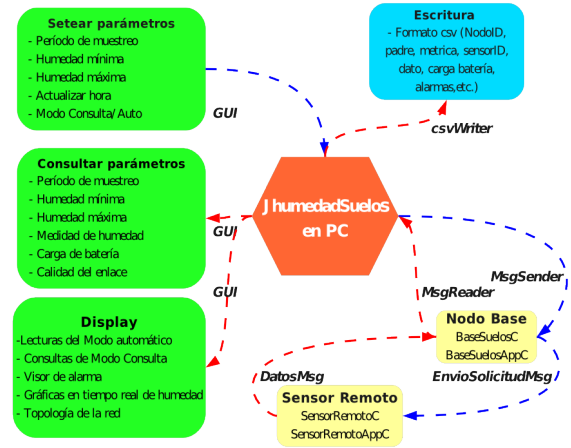 Setear parámetros
- Período de muestreo
- Humedad mínima
- Humedad máxima
- Actualizar hora
- Modo Consulta/Auto
GUI
Escritura
- Formato csv (NodoID,
padre, metrica, sensorID,
dato, carga batería,
alarmas,etc.)
csvWriter
Consultar parámetros
- Período de muestreo
- Humedad mínima
- Humedad máxima
- Medidad de humedad
- Carga de batería
- Calidad del enlace
GUI
JhumedadSuelos
en PC
GUI
MsgReader
MsgSender
Display
-Lecturas del Modo automático
- Consultas de Modo Consulta
- Visor de alarma
- Gráficas en tiempo real de humedad
- Topología de la red
Nodo Base
BaseSuelosC
BaseSuelosAppC
DatosMsg
EnvioSolicitudMsg
Sensor Remoto
SensorRemotoC
SensorRemotoAppC